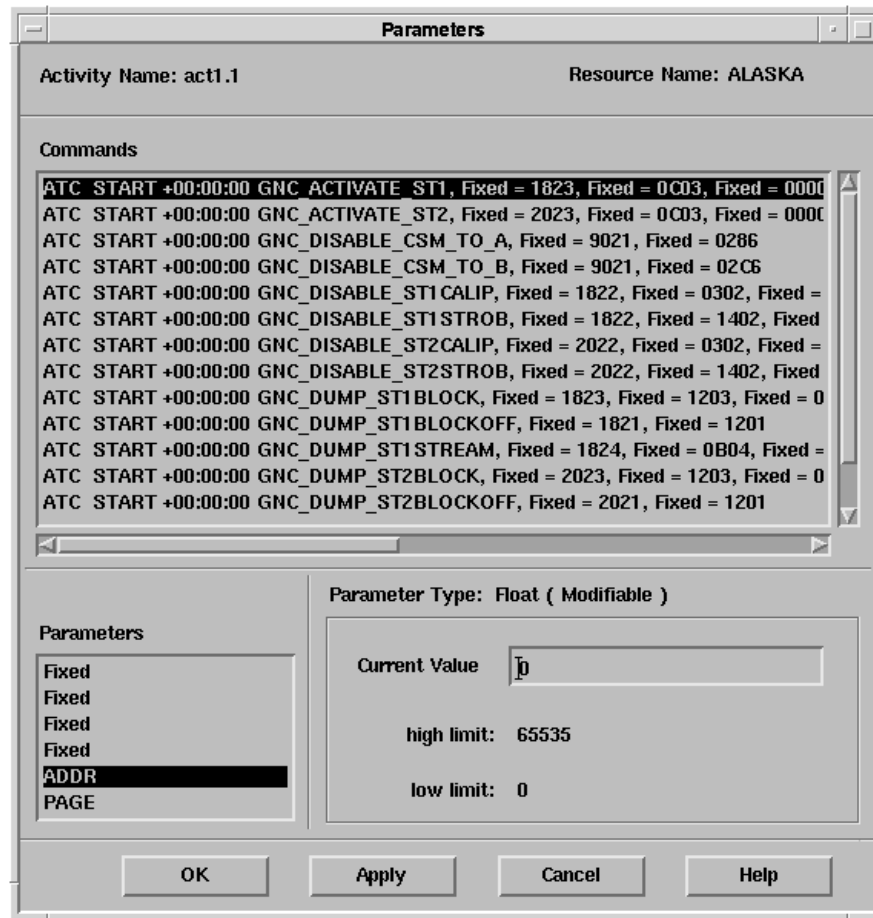 Parameters
Activity Name: act1.1 Resource Name: ALASKA
Commands
ATC START +00:00:00 GNC_ACTIVATE_ST1, Fixed = 1823, Fixed = 0C03, Fixed = 0000
ATC START +00:00:00 GNC_ACTIVATE_ST2, Fixed = 2023, Fixed = 0C03, Fixed = 0000
ATC START +00:00:00 GNC_DISABLE_CSM_TO_A, Fixed = 9021, Fixed = 0286
ATC START +00:00:00 GNC_DISABLE_CSM_TO_B, Fixed = 9021, Fixed = 02C6
ATC START +00:00:00 GNC_DISABLE_ST1CALIP, Fixed = 1822, Fixed = 0302, Fixed =
ATC START +00:00:00 GNC_DISABLE_ST1STROB, Fixed = 1822, Fixed = 1402, Fixed
ATC START +00:00:00 GNC_DISABLE_ST2CALIP, Fixed = 2022, Fixed = 0302, Fixed =
ATC START +00:00:00 GNC_DISABLE_ST2STROB, Fixed = 2022, Fixed = 1402, Fixed
ATC START +00:00:00 GNC_DUMP_ST1BLOCK, Fixed = 1823, Fixed = 1203, Fixed = 0
ATC START +00:00:00 GNC_DUMP_ST1BLOCKOFF, Fixed = 1821, Fixed = 1201
ATC START +00:00:00 GNC_DUMP_ST1STREAM, Fixed = 1824, Fixed = 0B04, Fixed =
ATC START +00:00:00 GNC_DUMP_ST2BLOCK, Fixed = 2023, Fixed = 1203, Fixed = 0
ATC START +00:00:00 GNC_DUMP_ST2BLOCKOFF, Fixed = 2021, Fixed = 1201
Parameters
Fixed
Fixed
Fixed
Fixed
ADDR
PAGE
Parameter Type: Float ( Modifiable )
Current Value 0
high limit: 65535
low limit: 0
OK Apply Cancel Help